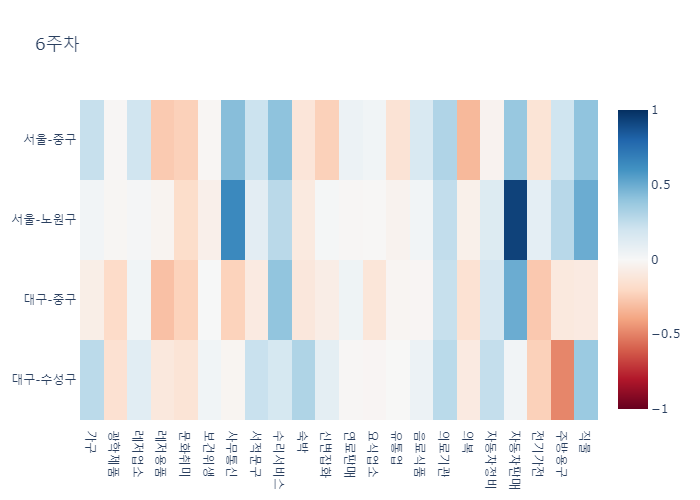 6주차
서울-중구
서울-노원구
대구-중구
대구-수성구
가구
광학제품
레저업소
레저용품
문화취미
보건위생
사무통신
서적문구
수리서비스
숙박
신변잡화
연료판매
요식업소
유통업
음료식품
의료기관
의복
자동차정비
자동차판매
전기가전
주방용구
직물
1
0.5
0
−0.5
−1